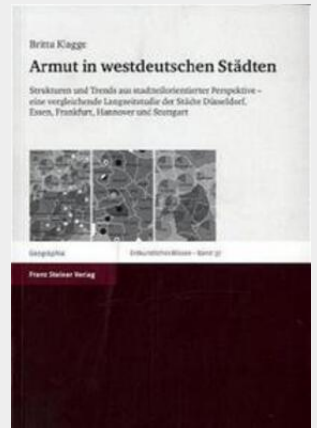 Britta Klagge
Armut in westdeutschen Städten
Strukturen und Trends aus stadtteilorientierter Perspektive –
eine vergleichende Langzeitstudie der Städte Düsseldorf,
Essen, Frankfurt, Hannover und Stuttgart
Geographie
Erdkundliches Wissen – Band 137
Franz Steiner Verlag